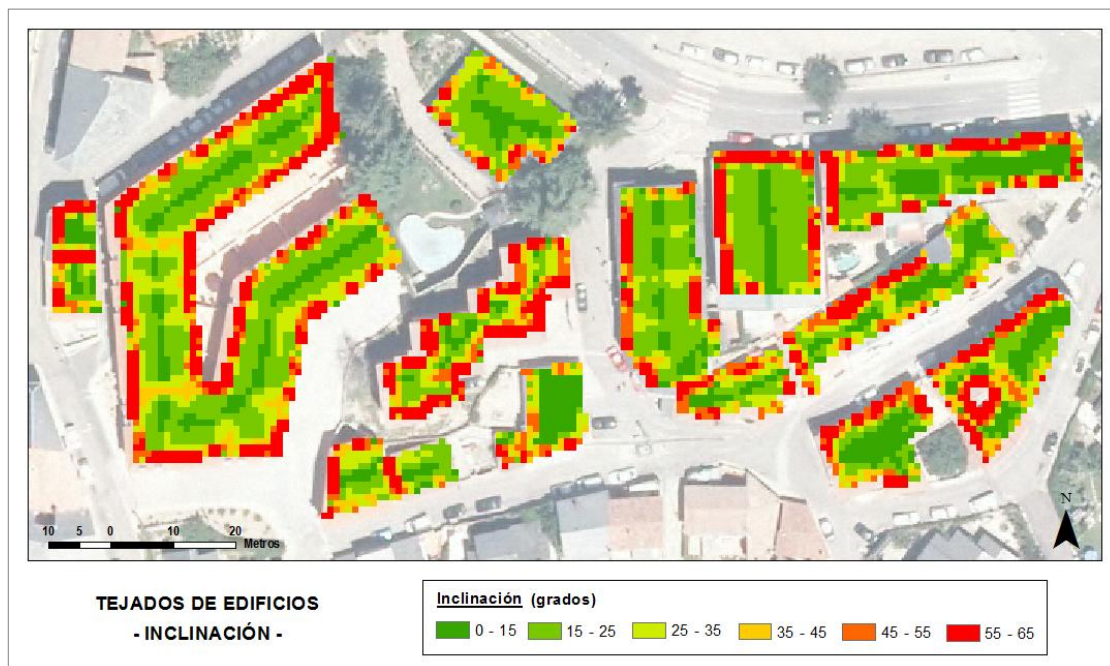 N
10 5 0 10 20
Metros
TEJADOS DE EDIFICIOS
- INCLINACIÓN -
Inclinación (grados)
0 - 15 15 - 25 25 - 35 35 - 45 45 - 55 55 - 65